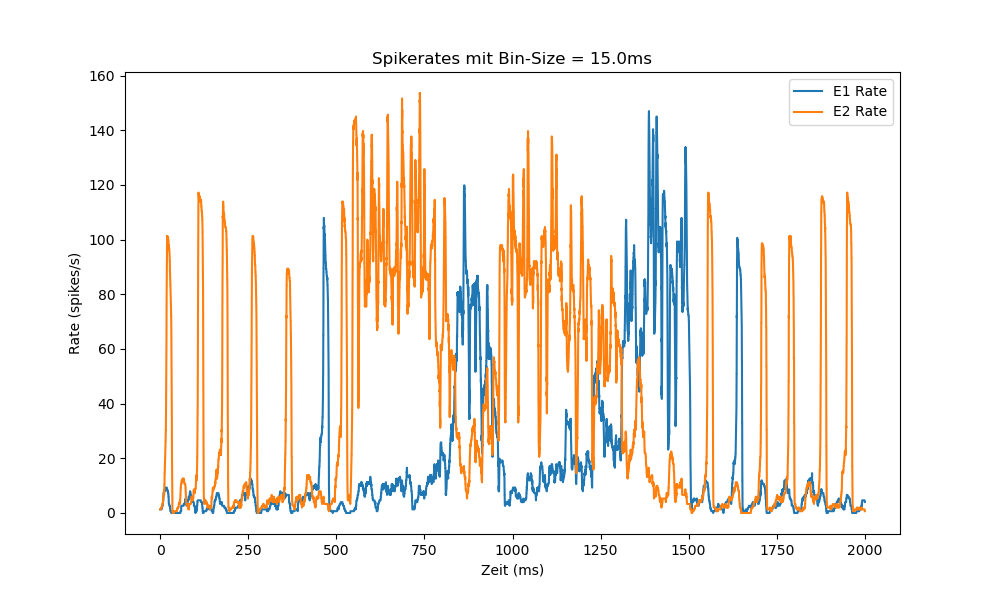 Spikerates mit Bin-Size = 15.0ms
160
140
120
100
80
60
40
20
0
Rate (spikes/s)
E1 Rate
E2 Rate
0 250 500 750 1000 1250 1500 1750 2000
Zeit (ms)